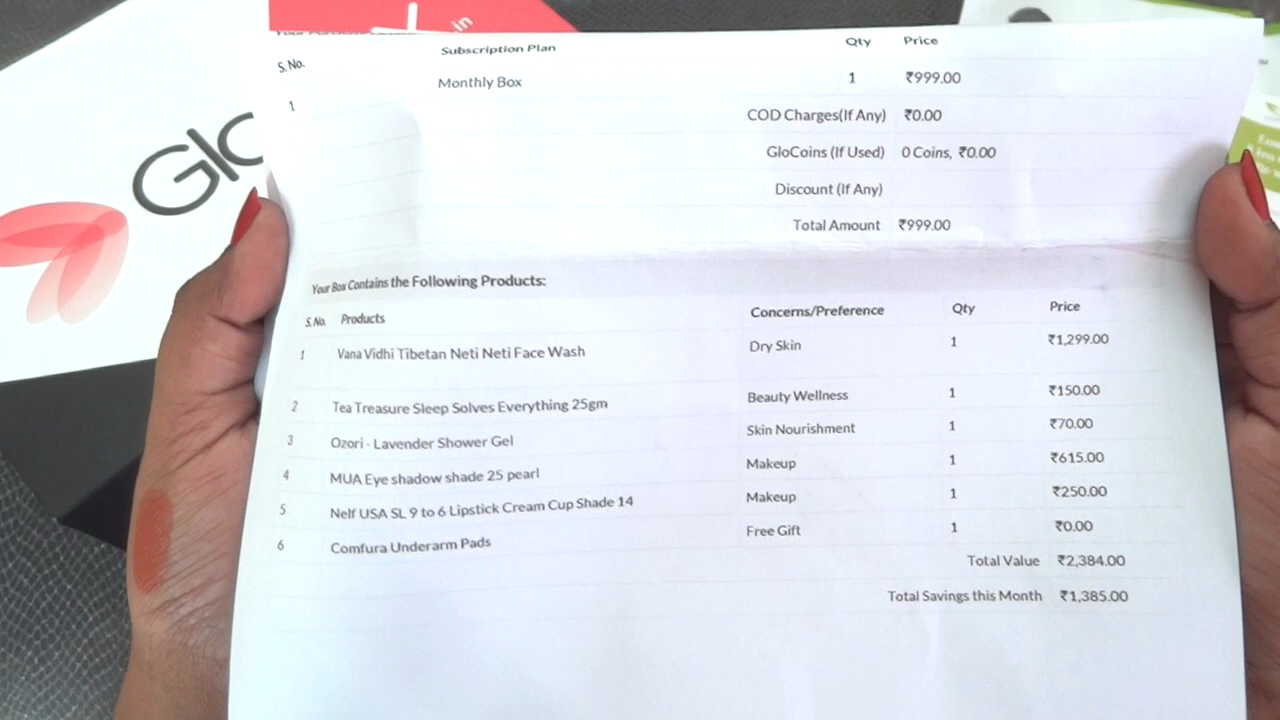 in
Glo
S. No. Subscription Plan Qty Price
1 Monthly Box 1 ₹999.00
COD Charges(If Any) ₹0.00
GloCoins (If Used) 0 Coins, ₹0.00
Discount (If Any)
Total Amount ₹999.00
Your Box Contains the Following Products:
S. No. Products Concerns/Preference Qty Price
1 Vana Vidhi Tibetan Neti Neti Face Wash Dry Skin 1 ₹1,299.00
2 Tea Treasure Sleep Solves Everything 25gm Beauty Wellness 1 ₹150.00
3 Ozori - Lavender Shower Gel Skin Nourishment 1 ₹70.00
4 MUA Eye shadow shade 25 pearl Makeup 1 ₹615.00
5 Nelf USA SL 9 to 6 Lipstick Cream Cup Shade 14 Makeup 1 ₹250.00
6 Comfura Underarm Pads Free Gift 1 ₹0.00
Total Value ₹2,384.00
Total Savings this Month ₹1,385.00